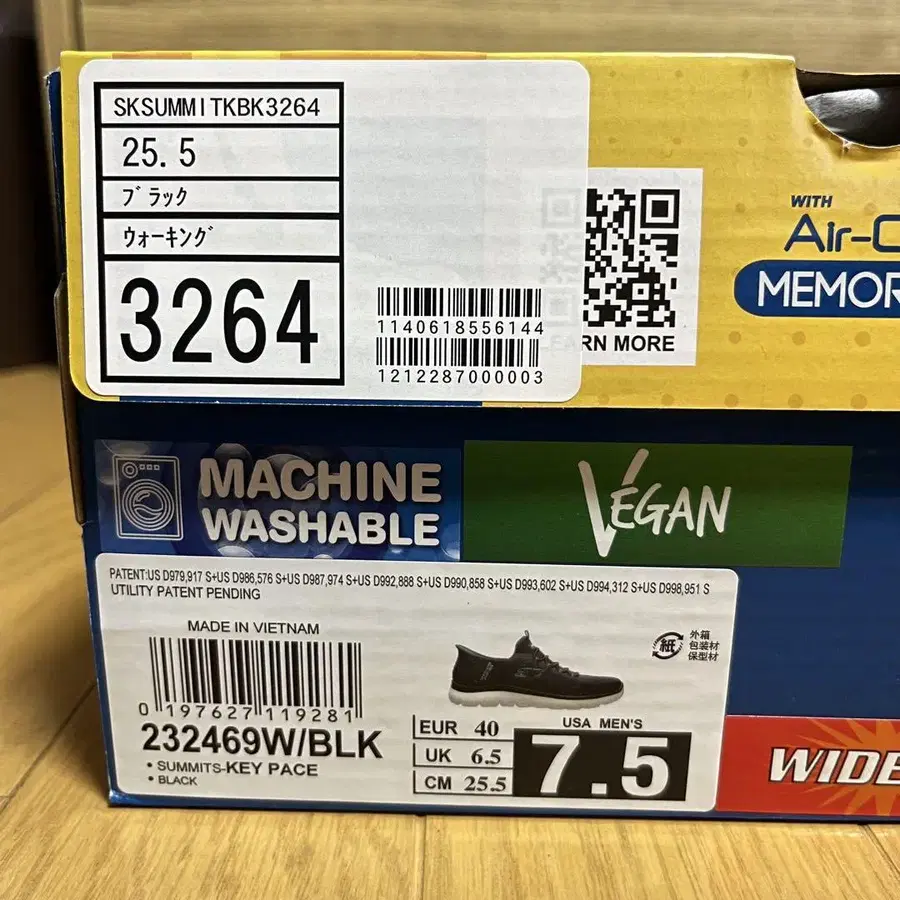 SKSUMMITKBK3264
25.5
ブラック
ウォーキング
3264
1140618556144
1212287000003
EARN MORE
WITH
Air-C
MEMOR
MACHINE
WASHABLE
VEGAN
PATENT:US D979,917 S+US D986,576 S+US D987,974 S+US D992,888 S+US D990,858 S+US D993,602 S+US D994,312 S+US D998,951 S
UTILITY PATENT PENDING
MADE IN VIETNAM
0 197627 119281
232469W/BLK
• SUMMITS-KEY PACE
• BLACK
紙
外箱
包装材
保型材
EUR 40
UK 6.5
CM 25.5
USA MEN'S
7.5
WIDE